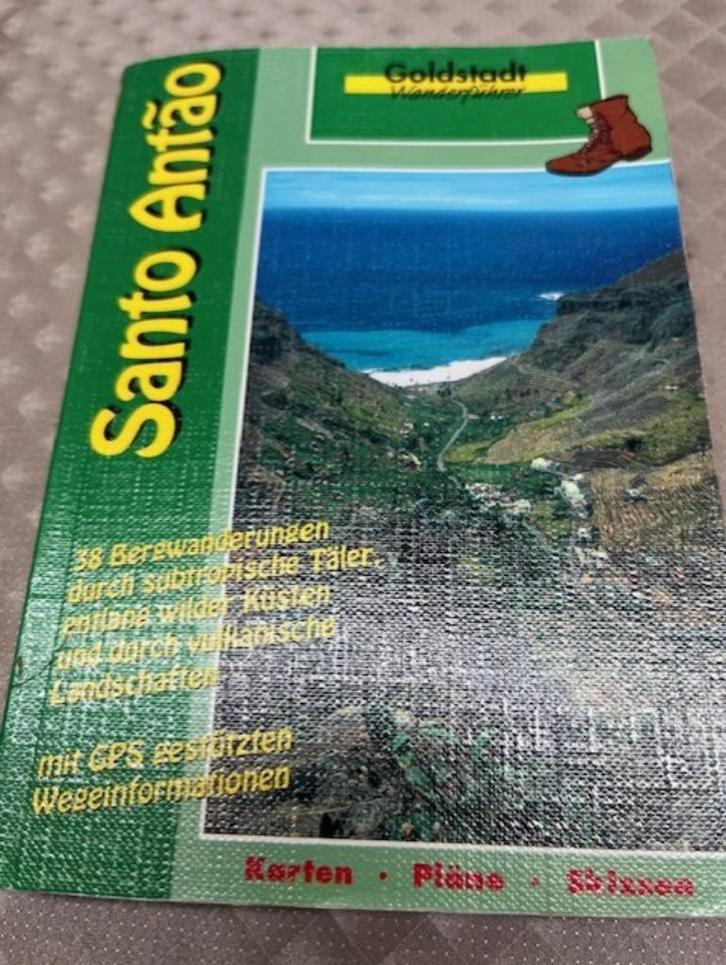 Goldstadt
Wanderführer
Santo Antão
38 Bergwanderungen
durch subtropische Täler,
entlang wilder Küsten
und durch vulkanische
Landschaften
mit GPS gestützten
Wegeinformationen
Karten · Pläne · Skizzen